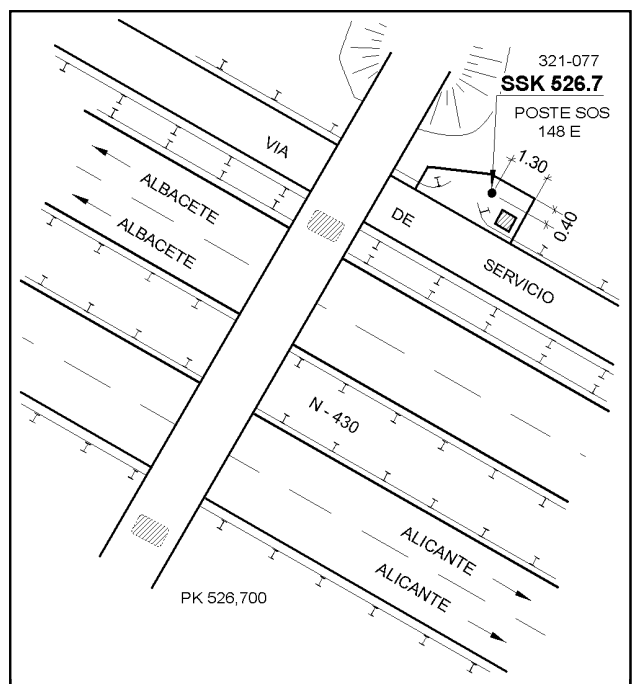 321-077
SSK 526.7
POSTE SOS
148 E
1.30
0.40
VIA
DE
SERVICIO
ALBACETE
ALBACETE
N - 430
ALICANTE
ALICANTE
PK 526,700